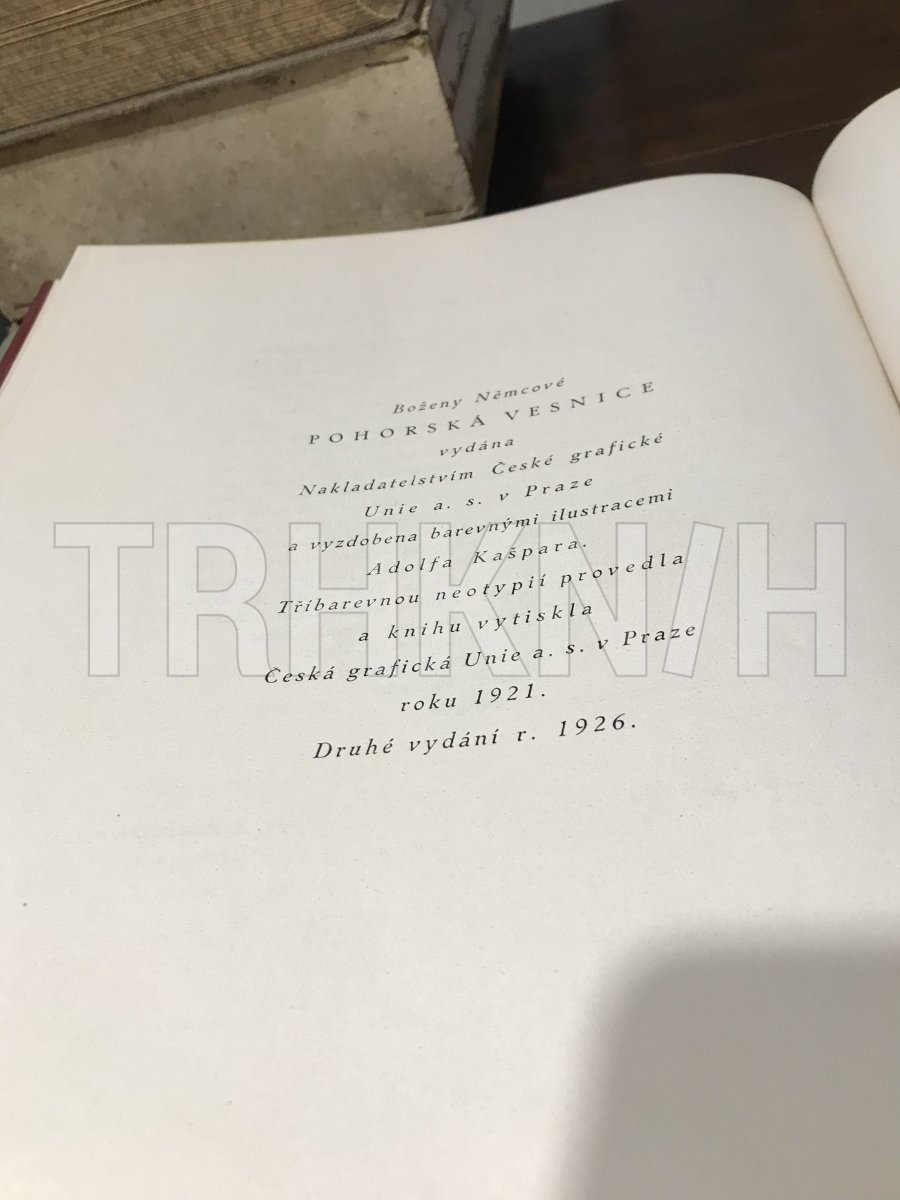 Boženy Němcové
POHORSKÁ VESNICE
vydána
Nakladatelstvím České grafické
Unie a. s. v Praze
a vyzdobena barevnými ilustracemi
Adolfa Kašpara.
Tříbarevnou neotypií provedla
a knihu vytiskla
Česká grafická Unie a. s. v Praze
roku 1921.
Druhé vydání r. 1926.
TRHKNIH